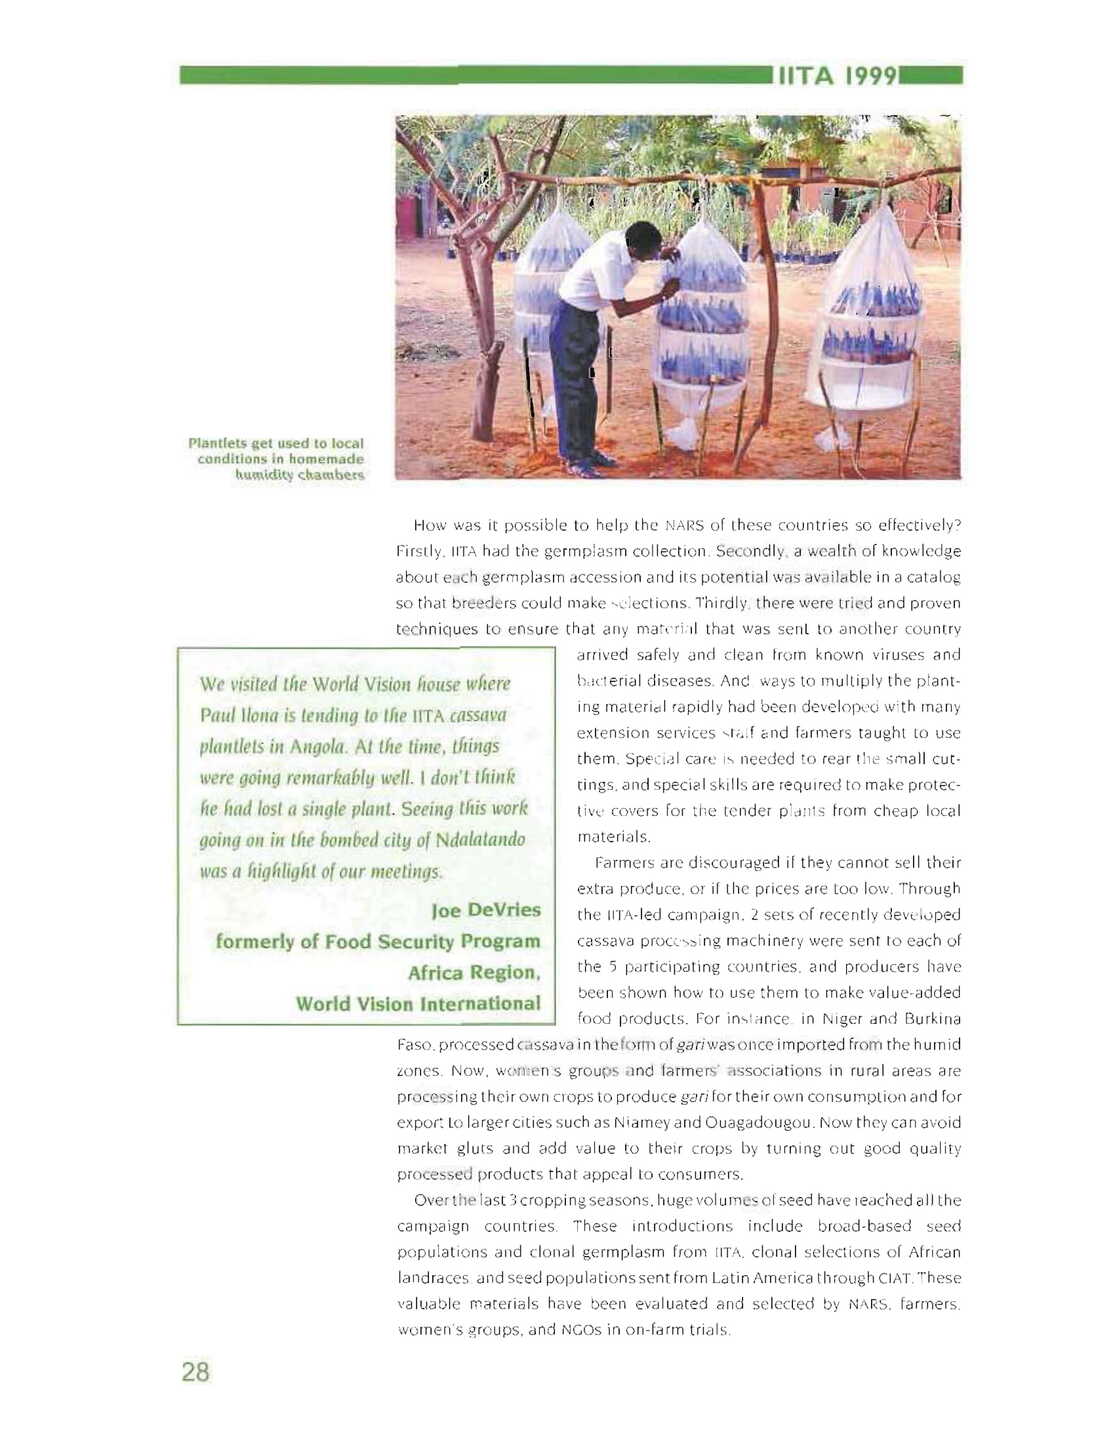 IITA 1999
Plantlets get used to local
conditions in homemade
humidity chambers
How was it possible to help the NARS of these countries so effectively?
Firstly, IITA had the germplasm collection. Secondly, a wealth of knowledge
about each germplasm accession and its potential was available in a catalog
so that breeders could make selections. Thirdly, there were tried and proven
techniques to ensure that any material that was sent to another country
arrived safely and clean from known viruses and
bacterial diseases. And ways to multiply the plant-
ing material rapidly had been developed with many
extension services staff and farmers taught to use
them. Special care is needed to rear the small cut-
tings, and special skills are required to make protec-
tive covers for the tender plants from cheap local
materials.
We visited the World Vision house where
Paul Ilona is tending to the IITA cassava
plantlets in Angola. At the time, things
were going remarkably well. I don't think
he had lost a single plant. Seeing this work
going on in the bombed city of Ndalatando
was a highlight of our meetings.
Joe DeVries
formerly of Food Security Program
Africa Region,
World Vision International
Farmers are discouraged if they cannot sell their
extra produce, or if the prices are too low. Through
the IITA-led campaign, 2 sets of recently developed
cassava processing machinery were sent to each of
the 5 participating countries, and producers have
been shown how to use them to make value-added
food products. For instance, in Niger and Burkina
Faso, processed cassava in the form of gari was once imported from the humid
zones. Now, women's groups and farmers' associations in rural areas are
processing their own crops to produce gari for their own consumption and for
export to larger cities such as Niamey and Ouagadougou. Now they can avoid
market gluts and add value to their crops by turning out good quality
processed products that appeal to consumers.
Over the last 3 cropping seasons, huge volumes of seed have reached all the
campaign countries. These introductions include broad-based seed
populations and clonal germplasm from IITA, clonal selections of African
landraces, and seed populations sent from Latin America through CIAT. These
valuable materials have been evaluated and selected by NARS, farmers,
women's groups, and NGOs in on-farm trials.
28